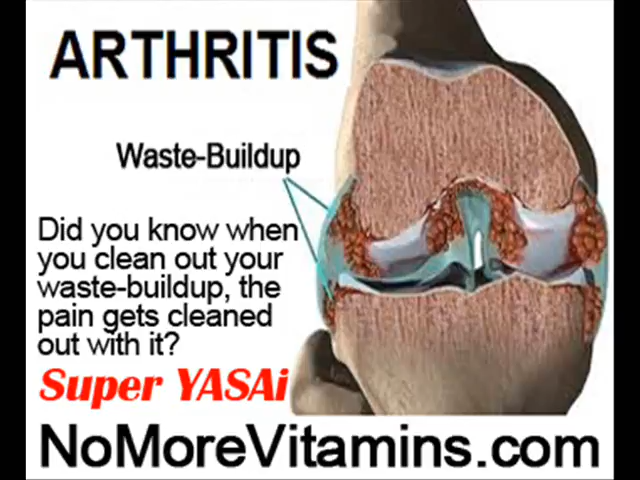 ARTHRITIS
Waste-Buildup
Did you know when
you clean out your
waste-buildup, the
pain gets cleaned
out with it?
Super YASAi
NoMoreVitamins.com